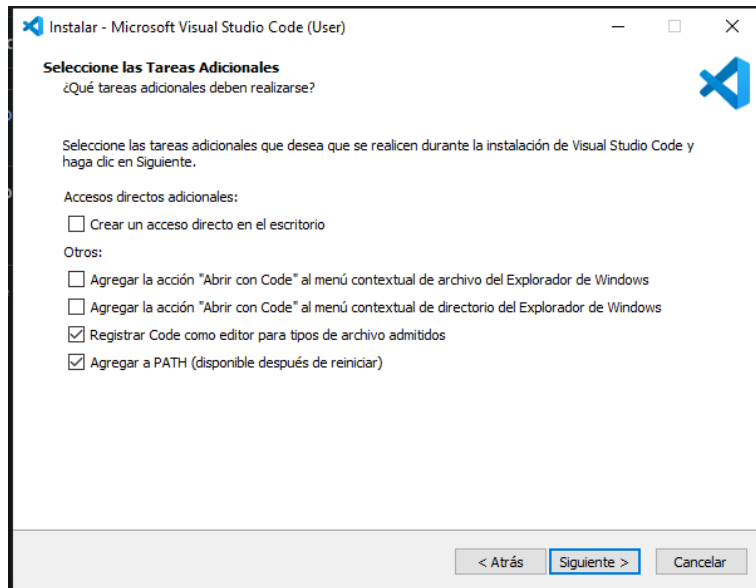 Instalar - Microsoft Visual Studio Code (User)
Seleccione las Tareas Adicionales
¿Qué tareas adicionales deben realizarse?
Seleccione las tareas adicionales que desea que se realicen durante la instalación de Visual Studio Code y
haga clic en Siguiente.
Accesos directos adicionales:
Crear un acceso directo en el escritorio
Otros:
Agregar la acción "Abrir con Code" al menú contextual de archivo del Explorador de Windows
Agregar la acción "Abrir con Code" al menú contextual de directorio del Explorador de Windows
Registrar Code como editor para tipos de archivo admitidos
Agregar a PATH (disponible después de reiniciar)
< Atrás Siguiente > Cancelar